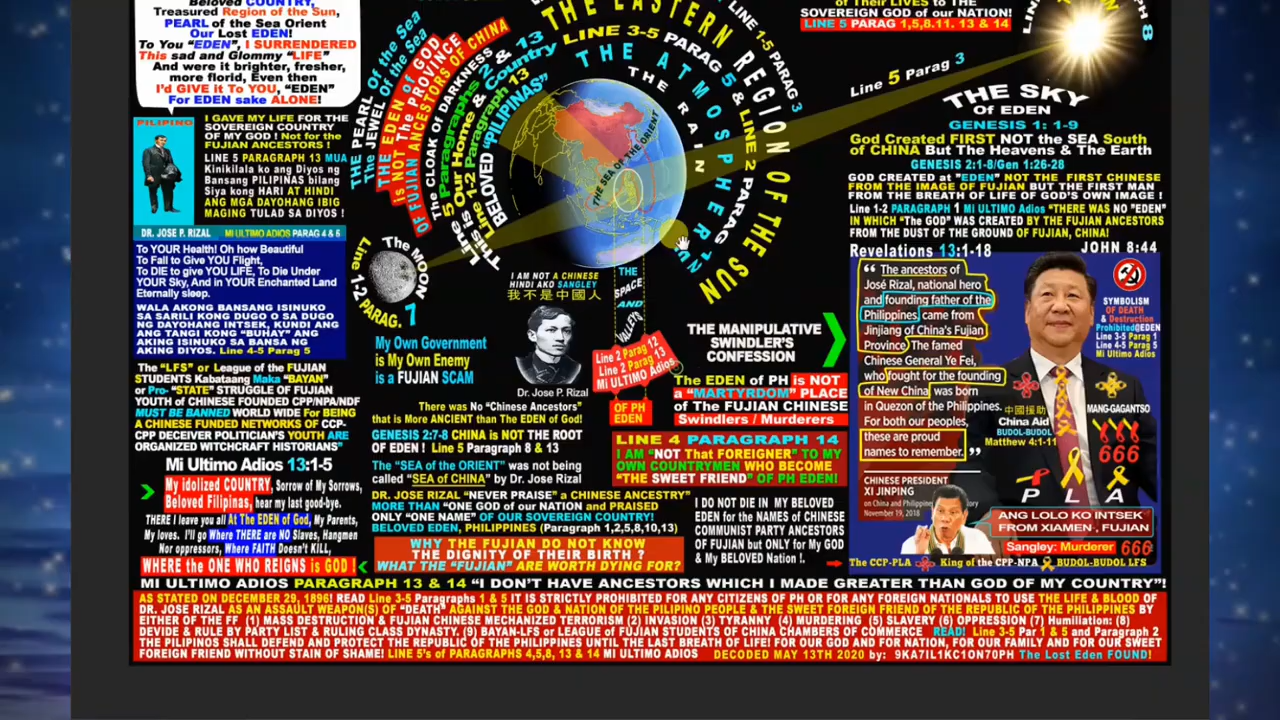 Beloved COUNTRY,
Treasured Region of the Sun,
PEARL of the Sea Orient
Our Lost EDEN!
To You "EDEN", I SURRENDERED
This sad and Glommy "LIFE"
And were it brighter, fresher,
more florid, Even then
I'd GIVE it To YOU, "EDEN"
For EDEN sake ALONE!
PILIPINO
DR. JOSE P. RIZAL
I GAVE MY LIFE FOR THE
SOVEREIGN COUNTRY
OF MY GOD ! Not for the
FUJIAN ANCESTORS !
LINE 5 PARAGRAPH 13 MUA
Kinikilala ko ang Diyos ng
Bansang PILIPINAS bilang
Siya kong HARI AT HINDI
ANG MGA DAYOHANG IBIG
MAGING TULAD SA DIYOS !
MI ULTIMO ADIOS PARAG 4 & 5
To YOUR Health! Oh how Beautiful
To Fall to Give YOU Flight,
To DIE to give YOU LIFE, To Die Under
YOUR Sky, And in YOUR Enchanted Land
Eternally sleep.
WALA AKONG BANSANG ISINUKO
SA SARILI KONG DUGO O SA DUGO
NG DAYOHANG INTSEK, KUNDI ANG
ANG TANGI KONG "BUHAY" ANG
AKING ISINUKO SA BANSA NG
AKING DIYOS. Line 4-5 Parag 5
The "LFS" or League of the FUJIAN
STUDENTS Kabataang Maka "BAYAN"
or Pro-"STATE" STRUGGLE OF FUJIAN
YOUTH of CHINESE FOUNDED CPP/NPA/NDF
MUST BE BANNED WORLD WIDE For BEING
A CHINESE FUNDED NETWORKS OF CCP-
CPP DECEIVER POLITICIAN'S YOUTH ARE
ORGANIZED WITCHCRAFT HISTORIANS"
Mi Ultimo Adios 13:1-5
My idolized COUNTRY, Sorrow of My Sorrows,
Beloved Filipinas, hear my last good-bye.
THERE I leave you all At The EDEN of God, My Parents,
My loves. I'll go Where THERE are NO Slaves, Hangmen
Nor oppressors, Where FAITH Doesn't KILL,
WHERE the ONE WHO REIGNS is GOD !
THE PEARL Of the Sea
The JEWEL Of the Sea
THE EDEN of GOD
is NOT The PROVINCE
OF FUJIAN ANCESTORS OF CHINA
The CLOAK OF DARKNESS
Line 5 Paragraphs 2 & 13
Our Home & Country
Line 1-2 Paragraph 13
This is BELOVED "PILIPINAS"
THE EASTERN REGION OF THE SUN
LINE 3-5 PARAG 5 & LINE 2 PARAG
LINE 1-5 PARAG 3
THE ATMOSPHERE
THE RAIN
THE SEA OF THE ORIENT
The MOON
Line 1-2 PARAG. 7
I AM NOT A CHINESE
HINDI AKO SANGLEY
我不是中國人
Dr. Jose P. Rizal
THE
SPACE
AND
VALLEYS
Line 2 Parag 12
Line 2 Parag 13
Mi ULTIMO Adios
OF PH
EDEN
My Own Government
is My Own Enemy
is a FUJIAN SCAM
There was No "Chinese Ancestors"
that is More ANCIENT than the EDEN of God!
GENESIS 2:7-8 CHINA is NOT THE ROOT
OF EDEN ! Line 5 Paragraph 8 & 13
The "SEA of the ORIENT" was not being
called "SEA of CHINA" by Dr. Jose Rizal
DR. JOSE RIZAL "NEVER PRAISE" a CHINESE ANCESTRY"
MORE THAN "ONE GOD of our NATION and PRAISED
ONLY "ONE NAME" OF OUR SOVEREIGN COUNTRY!
BELOVED EDEN, PHILIPPINES (Paragraph 1,2,5,8,10,13)
WHY THE FUJIAN DO NOT KNOW
THE DIGNITY OF THEIR BIRTH ?
WHAT THE "FUJIAN" ARE WORTH DYING FOR?
THE MANIPULATIVE
SWINDLER'S
CONFESSION
The EDEN of PH is NOT
a "MARTYRDOM" PLACE
of The FUJIAN CHINESE
Swindlers / Murderers
LINE 4 PARAGRAPH 14
I AM "NOT That FOREIGNER" TO MY
OWN COUNTRYMEN WHO BECOME
"THE SWEET FRIEND" OF PH EDENI
I DO NOT DIE IN MY BELOVED
EDEN for the NAMES of CHINESE
COMMUNIST PARTY ANCESTORS
OF FUJIAN but ONLY for My GOD
& My BELOVED Nation !.
of Their LIVES to THE
SOVEREIGN GOD of our NATION!
LINE 5 PARAG 1,5,8.11. 13 & 14
Line 5 Parag 3
THE SKY
Of EDEN
GENESIS 1: 1-9
God Created FIRST NOT the SEA South
of CHINA But The Heavens & The Earth
GENESIS 2:1-8/Gen 1:26-28
GOD CREATED at "EDEN" NOT THE FIRST CHINESE
FROM THE IMAGE OF FUJIAN BUT THE FIRST MAN
FROM THE BREATH OF LIFE OF GOD'S OWN IMAGE !
Line 1-2 PARAGRAPH 1 Mi ULTIMO Adios "THERE WAS NO "EDEN"
IN WHICH "The GOD" WAS CREATED BY THE FUJIAN ANCESTORS
FROM THE DUST OF THE GROUND OF FUJIAN, CHINA!
Revelations 13:1-18
JOHN 8:44
“ The ancestors of
José Rizal, national hero
and founding father of the
Philippines, came from
Jinjiang of China's Fujian
Province. The famed
Chinese General Ye Fei,
who fought for the founding
of New China, was born
in Quezon of the Philippines.
For both our peoples,
these are proud
names to remember. ”
CHINESE PRESIDENT
XI JINPING
on China and Philippine
November 19, 2018
SYMBOLISM
OF DEATH
& Destruction
Prohibited@EDEN
Line 3-5 Parag 1
Line 4-5 Parag 5
Mi Ultimo Adios
中國援助
China Aid
BUDOL-BUDOL
Matthew 4:1-11
MANG-GAGANTSO
666
P L A
ANG LOLO KO INTSEK
FROM XIAMEN, FUJIAN
Sangley: Murderer 666
The CCP-PLA King of the CPP-NPA BUDOL-BUDOL LFS
MI ULTIMO ADIOS PARAGRAPH 13 & 14 “I DON'T HAVE ANCESTORS WHICH I MADE GREATER THAN GOD OF MY COUNTRY”!
AS STATED ON DECEMBER 29, 1896! READ Line 3-5 Paragraphs 1 & 5 IT IS STRICTLY PROHIBITED FOR ANY CITIZENS OF PH OR FOR ANY FOREIGN NATIONALS TO USE THE LIFE & BLOOD OF
DR. JOSE RIZAL AS AN ASSAULT WEAPON(S) OF "DEATH" AGAINST THE GOD & NATION OF THE PILIPINO PEOPLE & THE SWEET FOREIGN FRIEND OF THE REPUBLIC OF THE PHILIPPINES BY
EITHER OF THE FF (1) MASS DESTRUCTION & FUJIAN CHINESE MECHANIZED TERRORISM (2) INVASION (3) TYRANNY (4) MURDERING (5) SLAVERY (6) OPPRESSION (7) Humiliation: (8)
DEVIDE & RULE BY PARTY LIST & RULING CLASS DYNASTY. (9) BAYAN-LFS or LEAGUE OF FUJIAN STUDENTS OF CHINA CHAMBERS OF COMMERCE READ! Line 3-5 Par 1 & 5 and Paragraph 2
THE PILIPINOS SHALL DEFEND AND PROTECT THE REPUBLIC OF THE PHILIPPINES UNTIL THE LAST BREATH OF LIFE! FOR OUR GOD AND FOR NATION, FOR OUR FAMILY AND FOR OUR SWEET
FOREIGN FRIEND WITHOUT STAIN OF SHAME! LINE 5's OF PARAGRAPHS 4,5,8, 13 & 14 MI ULTIMO ADIOS DECODED MAY 13TH 2020 by: 9KA7IL1KC1ON70PH The Lost Eden FOUND!